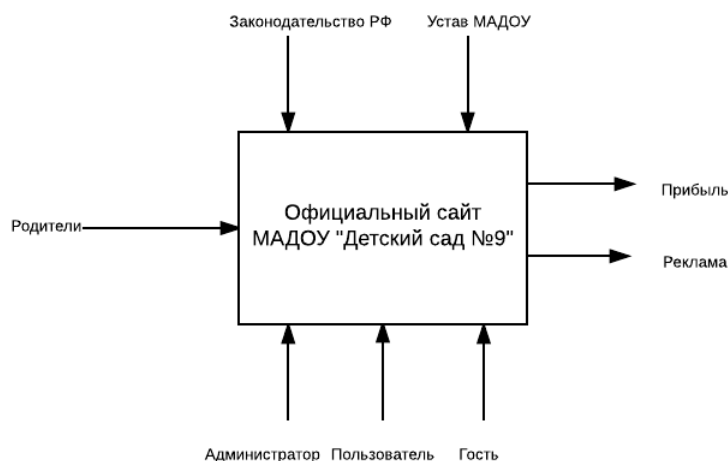 Законодательство РФ
Устав МАДОУ
Прибыль
Официальный сайт
МАДОУ "Детский сад №9"
Родители
Реклама
Администратор
Пользователь
Гость